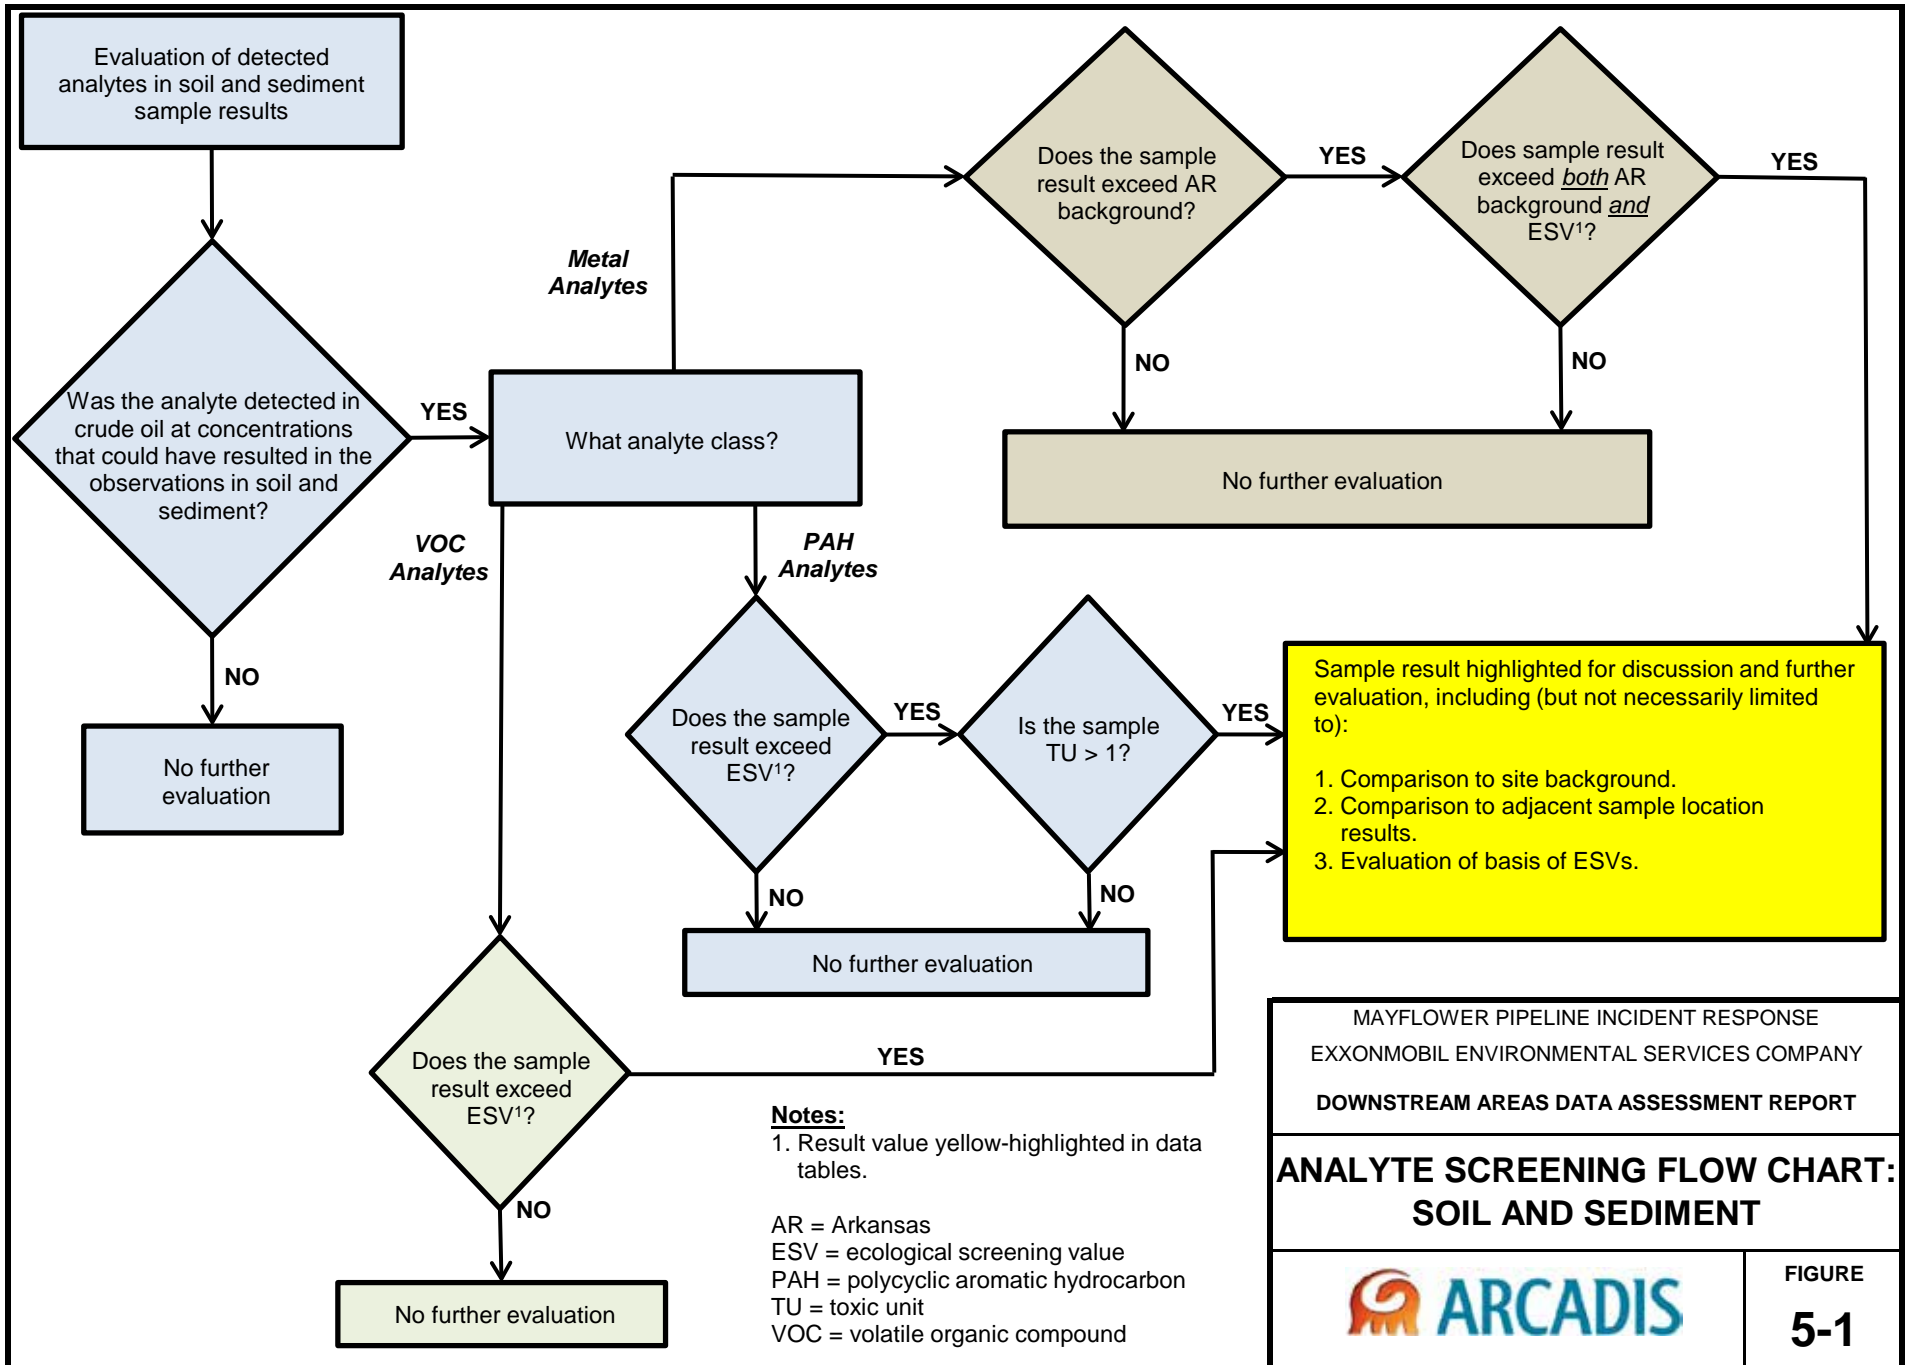 Evaluation of detected
analytes in soil and sediment
sample results
Was the analyte detected in
crude oil at concentrations
that could have resulted in the
observations in soil and
sediment?
YES
NO
No further
evaluation
What analyte class?
Metal
Analytes
Does the sample
result exceed AR
background?
YES
Does sample result
exceed both AR
background and
ESV¹?
YES
NO
NO
No further evaluation
VOC
Analytes
PAH
Analytes
Does the sample
result exceed
ESV¹?
YES
Is the sample
TU > 1?
YES
NO
NO
No further evaluation
Sample result highlighted for discussion and further
evaluation, including (but not necessarily limited
to):
1. Comparison to site background.
2. Comparison to adjacent sample location
results.
3. Evaluation of basis of ESVs.
Does the sample
result exceed
ESV¹?
YES
NO
No further evaluation
Notes:
1. Result value yellow-highlighted in data
tables.
AR = Arkansas
ESV = ecological screening value
PAH = polycyclic aromatic hydrocarbon
TU = toxic unit
VOC = volatile organic compound
MAYFLOWER PIPELINE INCIDENT RESPONSE
EXXONMOBIL ENVIRONMENTAL SERVICES COMPANY
DOWNSTREAM AREAS DATA ASSESSMENT REPORT
ANALYTE SCREENING FLOW CHART:
SOIL AND SEDIMENT
ARCADIS
FIGURE
5-1